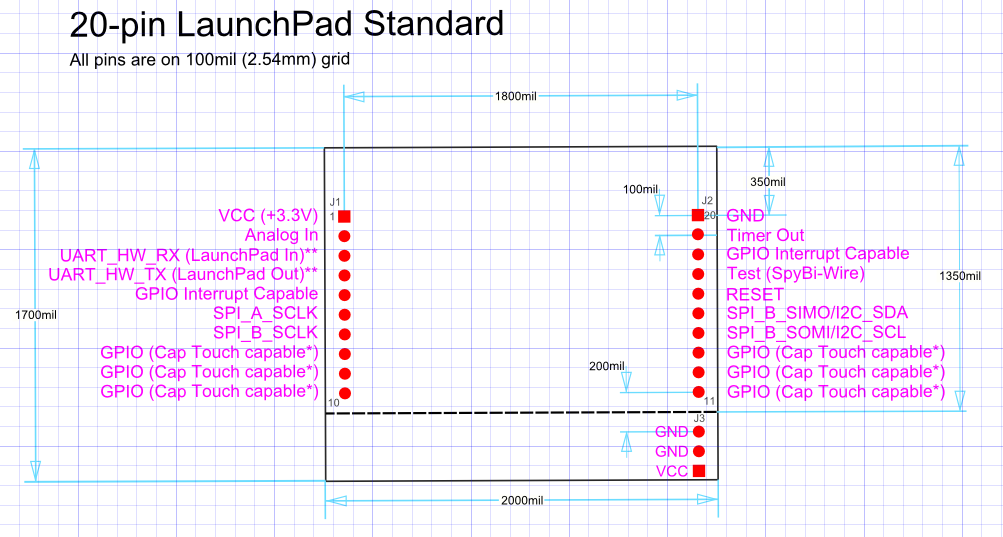 20-pin LaunchPad Standard
All pins are on 100mil (2.54mm) grid
1800mil
350mil
100mil
J1
J2
1
20
VCC (+3.3V)
GND
Analog In
Timer Out
UART_HW_RX (LaunchPad In)**
GPIO Interrupt Capable
UART_HW_TX (LaunchPad Out)**
Test (SpyBi-Wire)
1350mil
GPIO Interrupt Capable
RESET
1700mil
SPI_A_SCLK
SPI_B_SIMO/I2C_SDA
SPI_B_SCLK
SPI_B_SOMI/I2C_SCL
GPIO (Cap Touch capable*)
GPIO (Cap Touch capable*)
200mil
GPIO (Cap Touch capable*)
GPIO (Cap Touch capable*)
GPIO (Cap Touch capable*)
GPIO (Cap Touch capable*)
10
11
J3
GND
GND
VCC
2000mil